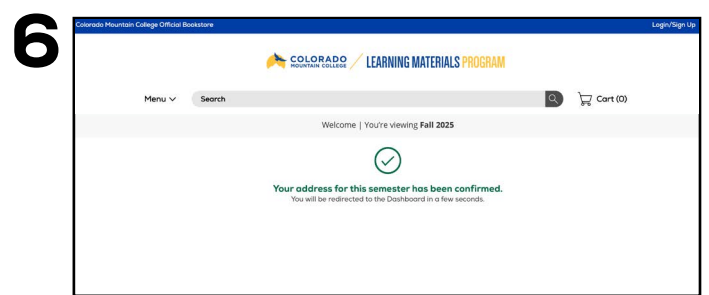 6
Colorado Mountain College Official Bookstore
Login/Sign Up
COLORADO
MOUNTAIN COLLEGE
LEARNING MATERIALS PROGRAM
Menu
Search
Cart (0)
Welcome | You're viewing Fall 2025
Your address for this semester has been confirmed.
You will be redirected to the Dashboard in a few seconds.